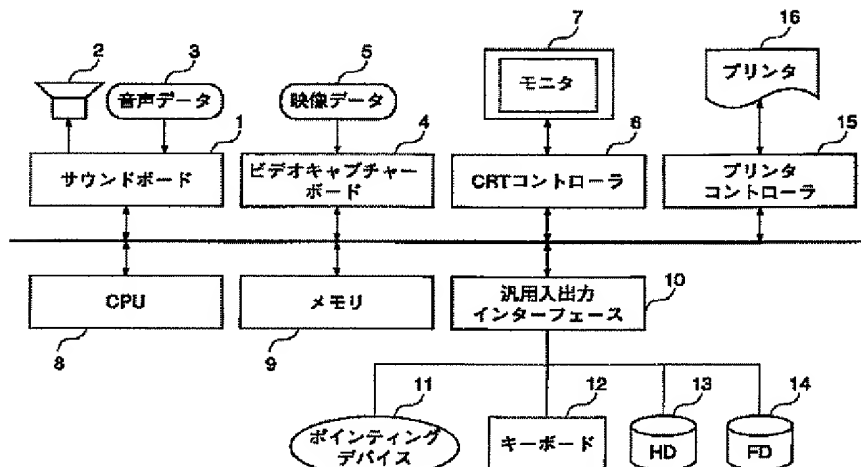 2
3
5
7
16
音声データ
映像データ
モニタ
プリンタ
1
4
6
15
サウンドボード
ビデオキャプチャー
ボード
CRTコントローラ
プリンタ
コントローラ
CPU
メモリ
汎用入出力
インターフェース
10
8
9
11
12
13
14
ポインティング
デバイス
キーボード
HD
FD